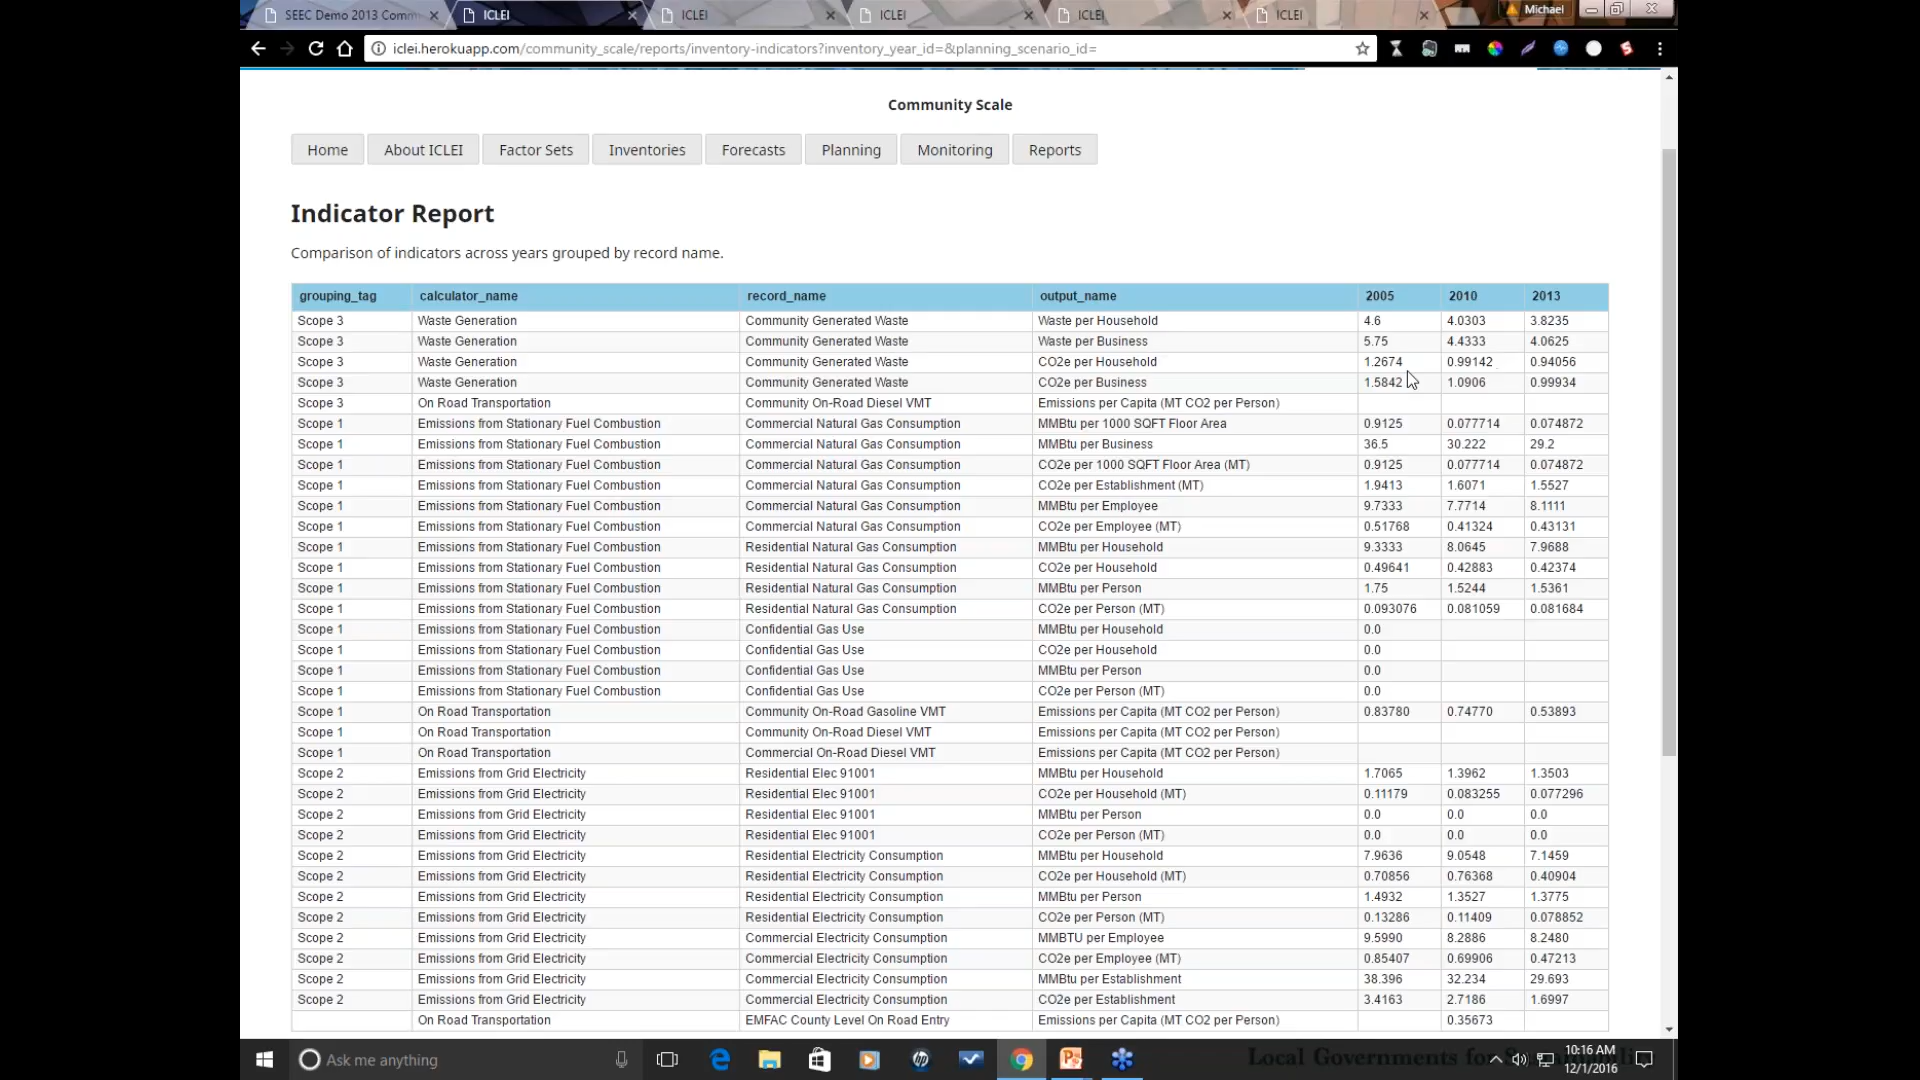 SEEC Demo 2013 Comm
ICLEI
ICLEI
ICLEI
ICLEI
ICLEI
Michael
iclei.herokuapp.com/community_scale/reports/inventory-indicators?inventory_year_id=&planning_scenario_id=
Community Scale
Home About ICLEI Factor Sets Inventories Forecasts Planning Monitoring Reports
Indicator Report
Comparison of indicators across years grouped by record name.
grouping_tag calculator_name record_name output_name 2005 2010 2013
Scope 3 Waste Generation Community Generated Waste Waste per Household 4.6 4.0303 3.8235
Scope 3 Waste Generation Community Generated Waste Waste per Business 5.75 4.4333 4.0625
Scope 3 Waste Generation Community Generated Waste CO2e per Household 1.2674 0.99142 0.94056
Scope 3 Waste Generation Community Generated Waste CO2e per Business 1.5842 1.0906 0.99934
Scope 3 On Road Transportation Community On-Road Diesel VMT Emissions per Capita (MT CO2 per Person)
Scope 1 Emissions from Stationary Fuel Combustion Commercial Natural Gas Consumption MMBtu per 1000 SQFT Floor Area 0.9125 0.077714 0.074872
Scope 1 Emissions from Stationary Fuel Combustion Commercial Natural Gas Consumption MMBtu per Business 36.5 30.222 29.2
Scope 1 Emissions from Stationary Fuel Combustion Commercial Natural Gas Consumption CO2e per 1000 SQFT Floor Area (MT) 0.9125 0.077714 0.074872
Scope 1 Emissions from Stationary Fuel Combustion Commercial Natural Gas Consumption CO2e per Establishment (MT) 1.9413 1.6071 1.5527
Scope 1 Emissions from Stationary Fuel Combustion Commercial Natural Gas Consumption MMBtu per Employee 9.7333 7.7714 8.1111
Scope 1 Emissions from Stationary Fuel Combustion Commercial Natural Gas Consumption CO2e per Employee (MT) 0.51768 0.41324 0.43131
Scope 1 Emissions from Stationary Fuel Combustion Residential Natural Gas Consumption MMBtu per Household 9.3333 8.0645 7.9688
Scope 1 Emissions from Stationary Fuel Combustion Residential Natural Gas Consumption CO2e per Household 0.49641 0.42883 0.42374
Scope 1 Emissions from Stationary Fuel Combustion Residential Natural Gas Consumption MMBtu per Person 1.75 1.5244 1.5361
Scope 1 Emissions from Stationary Fuel Combustion Residential Natural Gas Consumption CO2e per Person (MT) 0.093076 0.081059 0.081684
Scope 1 Emissions from Stationary Fuel Combustion Confidential Gas Use MMBtu per Household 0.0
Scope 1 Emissions from Stationary Fuel Combustion Confidential Gas Use CO2e per Household 0.0
Scope 1 Emissions from Stationary Fuel Combustion Confidential Gas Use MMBtu per Person 0.0
Scope 1 Emissions from Stationary Fuel Combustion Confidential Gas Use CO2e per Person (MT) 0.0
Scope 1 On Road Transportation Community On-Road Gasoline VMT Emissions per Capita (MT CO2 per Person) 0.83780 0.74770 0.53893
Scope 1 On Road Transportation Community On-Road Diesel VMT Emissions per Capita (MT CO2 per Person)
Scope 1 On Road Transportation Commercial On-Road Diesel VMT Emissions per Capita (MT CO2 per Person)
Scope 2 Emissions from Grid Electricity Residential Elec 91001 MMBtu per Household 1.7065 1.3962 1.3503
Scope 2 Emissions from Grid Electricity Residential Elec 91001 CO2e per Household (MT) 0.11179 0.083255 0.077296
Scope 2 Emissions from Grid Electricity Residential Elec 91001 MMBtu per Person 0.0 0.0 0.0
Scope 2 Emissions from Grid Electricity Residential Elec 91001 CO2e per Person (MT) 0.0 0.0 0.0
Scope 2 Emissions from Grid Electricity Residential Electricity Consumption MMBtu per Household 7.9636 9.0548 7.1459
Scope 2 Emissions from Grid Electricity Residential Electricity Consumption CO2e per Household (MT) 0.70856 0.76368 0.40904
Scope 2 Emissions from Grid Electricity Residential Electricity Consumption MMBtu per Person 1.4932 1.3527 1.3775
Scope 2 Emissions from Grid Electricity Residential Electricity Consumption CO2e per Person (MT) 0.13286 0.11409 0.078852
Scope 2 Emissions from Grid Electricity Commercial Electricity Consumption MMBTU per Employee 9.5990 8.2886 8.2480
Scope 2 Emissions from Grid Electricity Commercial Electricity Consumption CO2e per Employee (MT) 0.85407 0.69906 0.47213
Scope 2 Emissions from Grid Electricity Commercial Electricity Consumption MMBtu per Establishment 38.396 32.234 29.693
Scope 2 Emissions from Grid Electricity Commercial Electricity Consumption CO2e per Establishment 3.4163 2.7186 1.6997
On Road Transportation EMFAC County Level On Road Entry Emissions per Capita (MT CO2 per Person) 0.35673
Ask me anything
Local Governments for
10:16 AM
12/1/2016